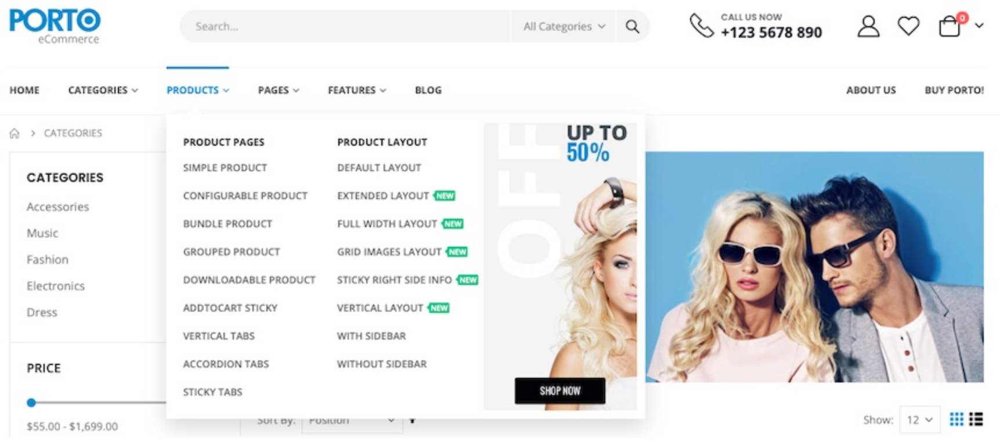 PORTO
eCommerce
Search...
All Categories
CALL US NOW
+123 5678 890
0
HOME
CATEGORIES
PRODUCTS
PAGES
FEATURES
BLOG
ABOUT US
BUY PORTO!
CATEGORIES
CATEGORIES
Accessories
Music
Fashion
Electronics
Dress
PRICE
$55.00 - $1,699.00
PRODUCT PAGES
SIMPLE PRODUCT
CONFIGURABLE PRODUCT
BUNDLE PRODUCT
GROUPED PRODUCT
DOWNLOADABLE PRODUCT
ADDTOCART STICKY
VERTICAL TABS
ACCORDION TABS
STICKY TABS
PRODUCT LAYOUT
DEFAULT LAYOUT
EXTENDED LAYOUT NEW
FULL WIDTH LAYOUT NEW
GRID IMAGES LAYOUT NEW
STICKY RIGHT SIDE INFO NEW
VERTICAL LAYOUT NEW
WITH SIDEBAR
WITHOUT SIDEBAR
OFF
UP TO
50%
SHOP NOW
Sort By: Position
Show: 12